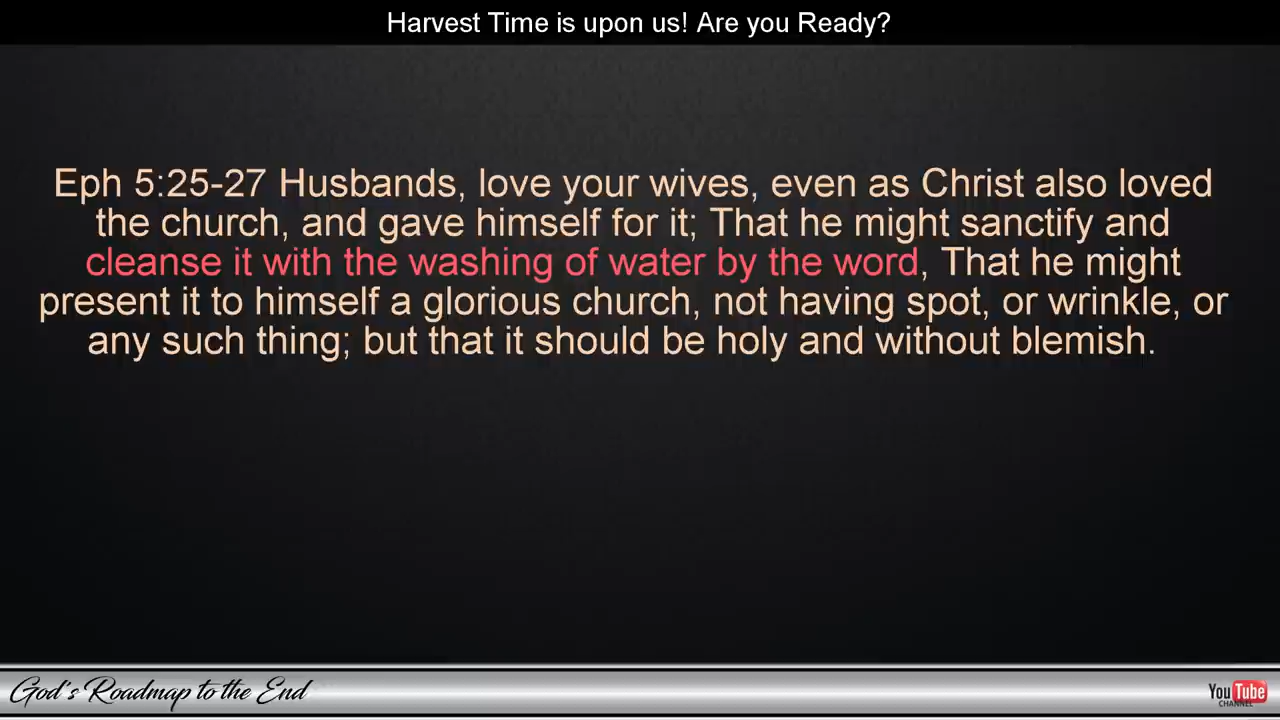 Harvest Time is upon us! Are you Ready?
Eph 5:25-27 Husbands, love your wives, even as Christ also loved
the church, and gave himself for it; That he might sanctify and
cleanse it with the washing of water by the word, That he might
present it to himself a glorious church, not having spot, or wrinkle, or
any such thing; but that it should be holy and without blemish.
God's Roadmap to the End
YouTube
CHANNEL